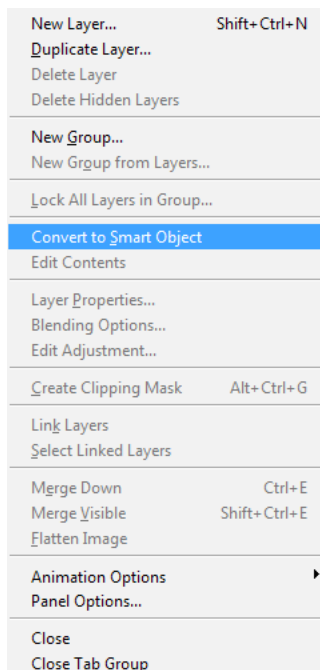 New Layer... Shift+Ctrl+N
Duplicate Layer...
Delete Layer
Delete Hidden Layers
New Group...
New Group from Layers...
Lock All Layers in Group...
Convert to Smart Object
Edit Contents
Layer Properties...
Blending Options...
Edit Adjustment...
Create Clipping Mask Alt+Ctrl+G
Link Layers
Select Linked Layers
Merge Down Ctrl+E
Merge Visible Shift+Ctrl+E
Flatten Image
Animation Options
Panel Options...
Close
Close Tab Group